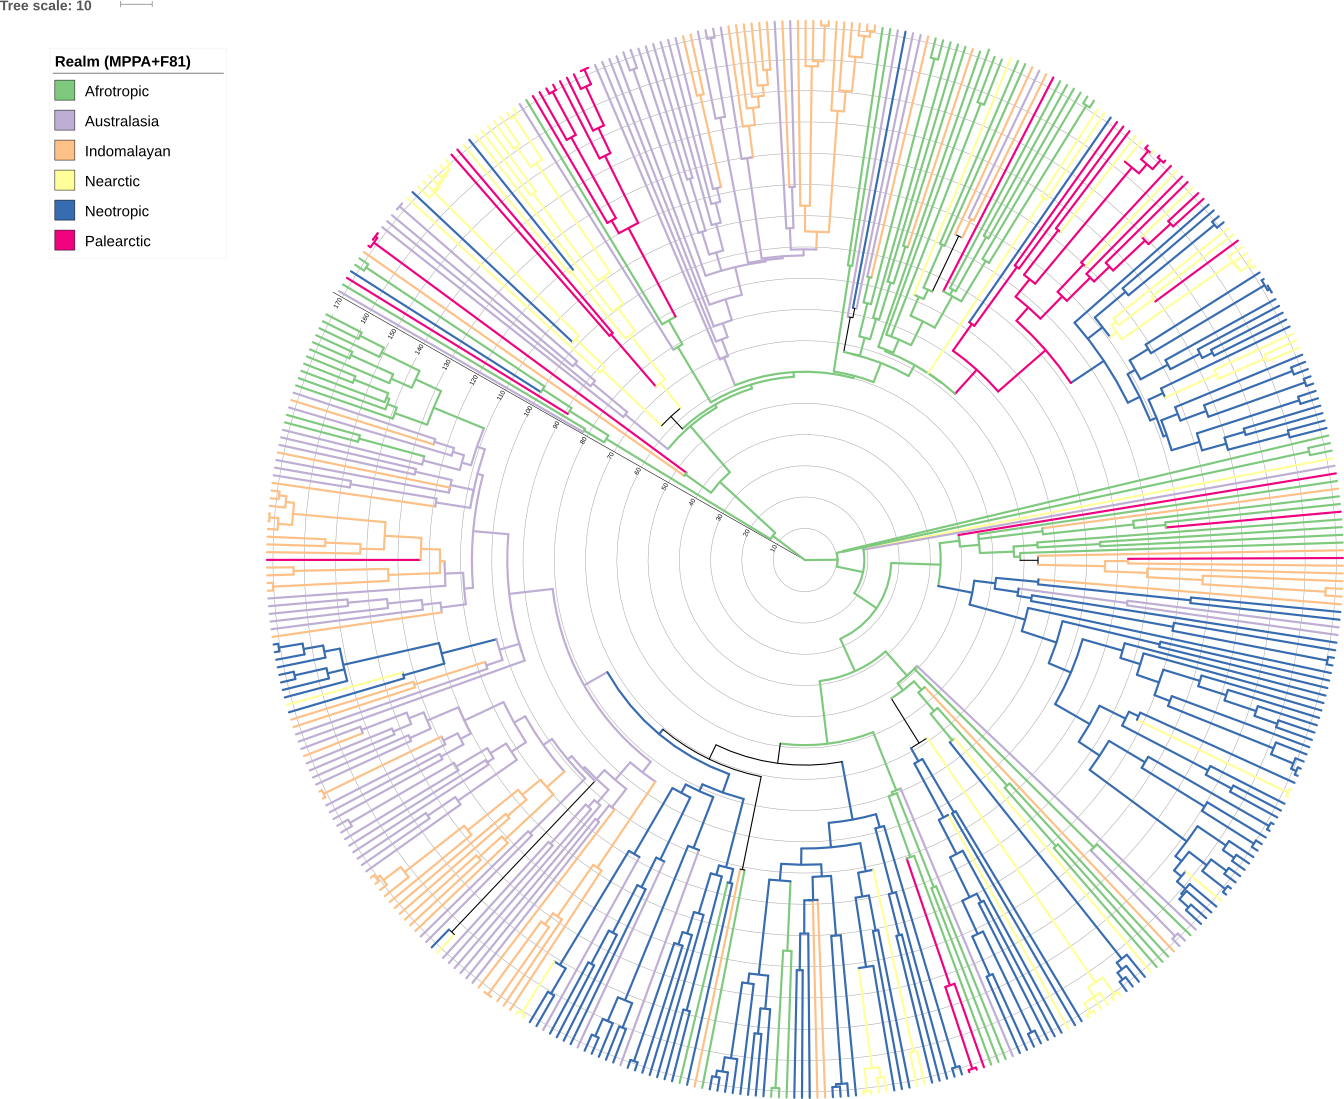 Tree scale: 10
Realm (MPPA+F81)
Afrotropic
Australasia
Indomalayan
Nearctic
Neotropic
Palearctic
170
160
150
140
130
120
110
100
90
80
70
60
50
40
30
20
10